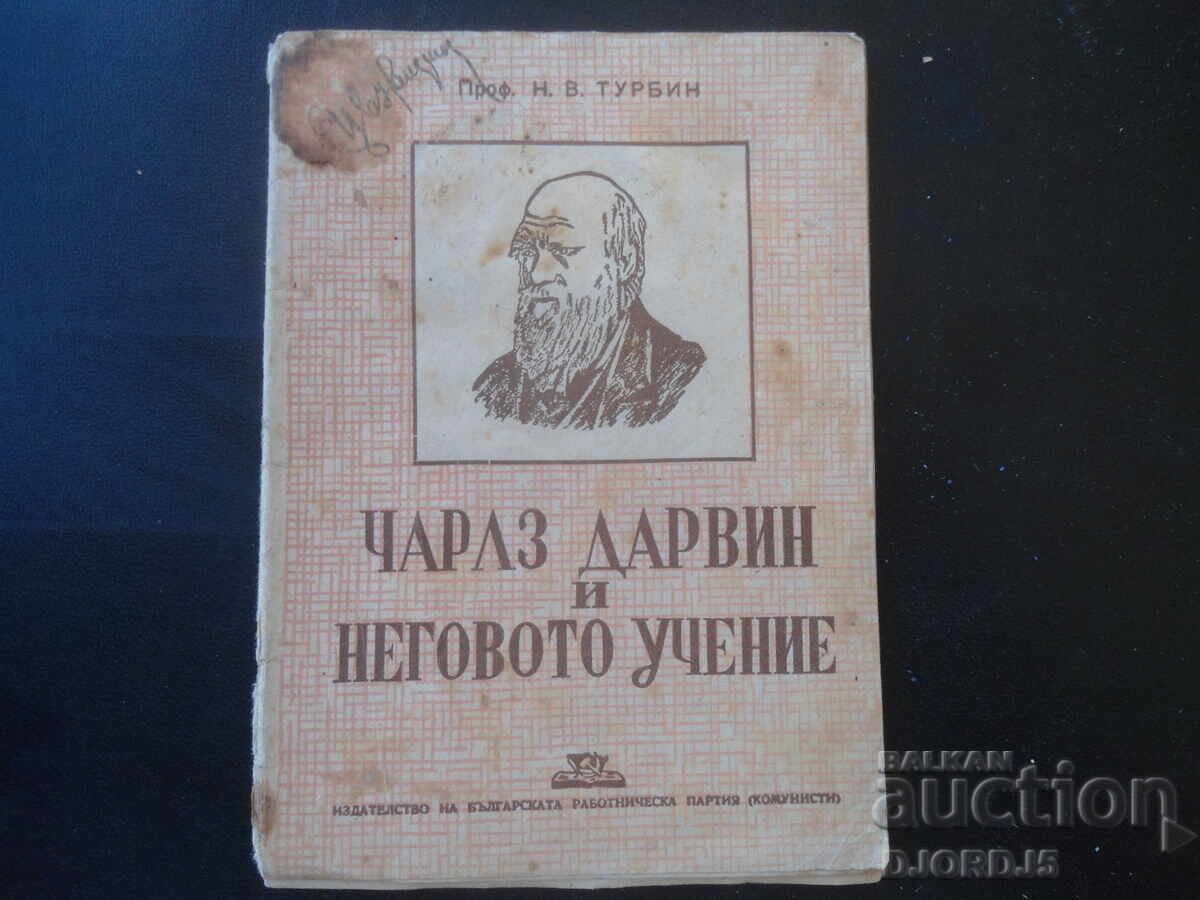 Проф. Н. В. ТУРБИН
ЧАРЛЗ ДАРВИН
и
НЕГОВОТО УЧЕНИЕ
ИЗДАТЕЛСТВО НА БЪЛГАРСКАТА РАБОТНИЧЕСКА ПАРТИЯ (КОМУНИСТИ)
BALKAN
auction
DJORDJ5